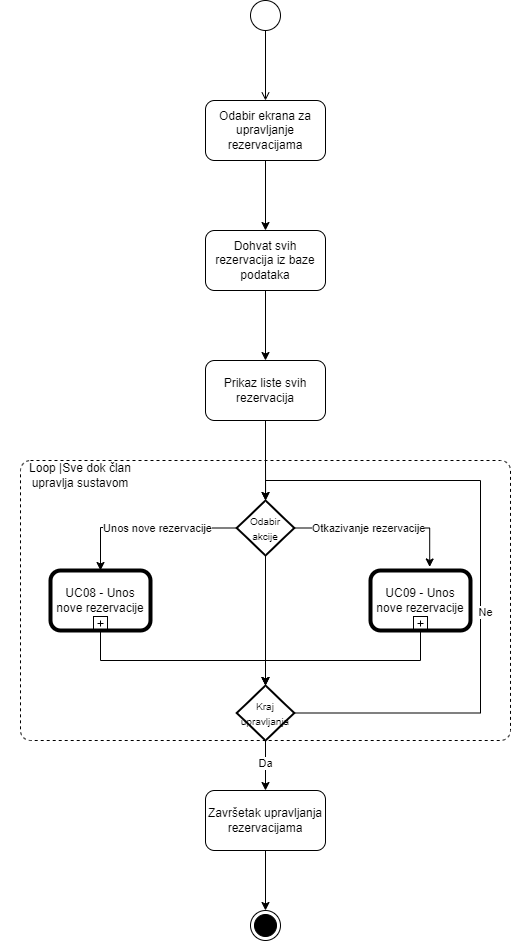 Odabir ekrana za
upravljanje
rezervacijama
Dohvat svih
rezervacija iz baze
podataka
Prikaz liste svih
rezervacija
Loop |Sve dok član
upravlja sustavom
Odabir
akcije
Unos nove rezervacije
Otkazivanje rezervacije
UC08 - Unos
nove rezervacije
+
UC09 - Unos
nove rezervacije
+
Ne
Kraj
upravljanja
Da
Završetak upravljanja
rezervacijama